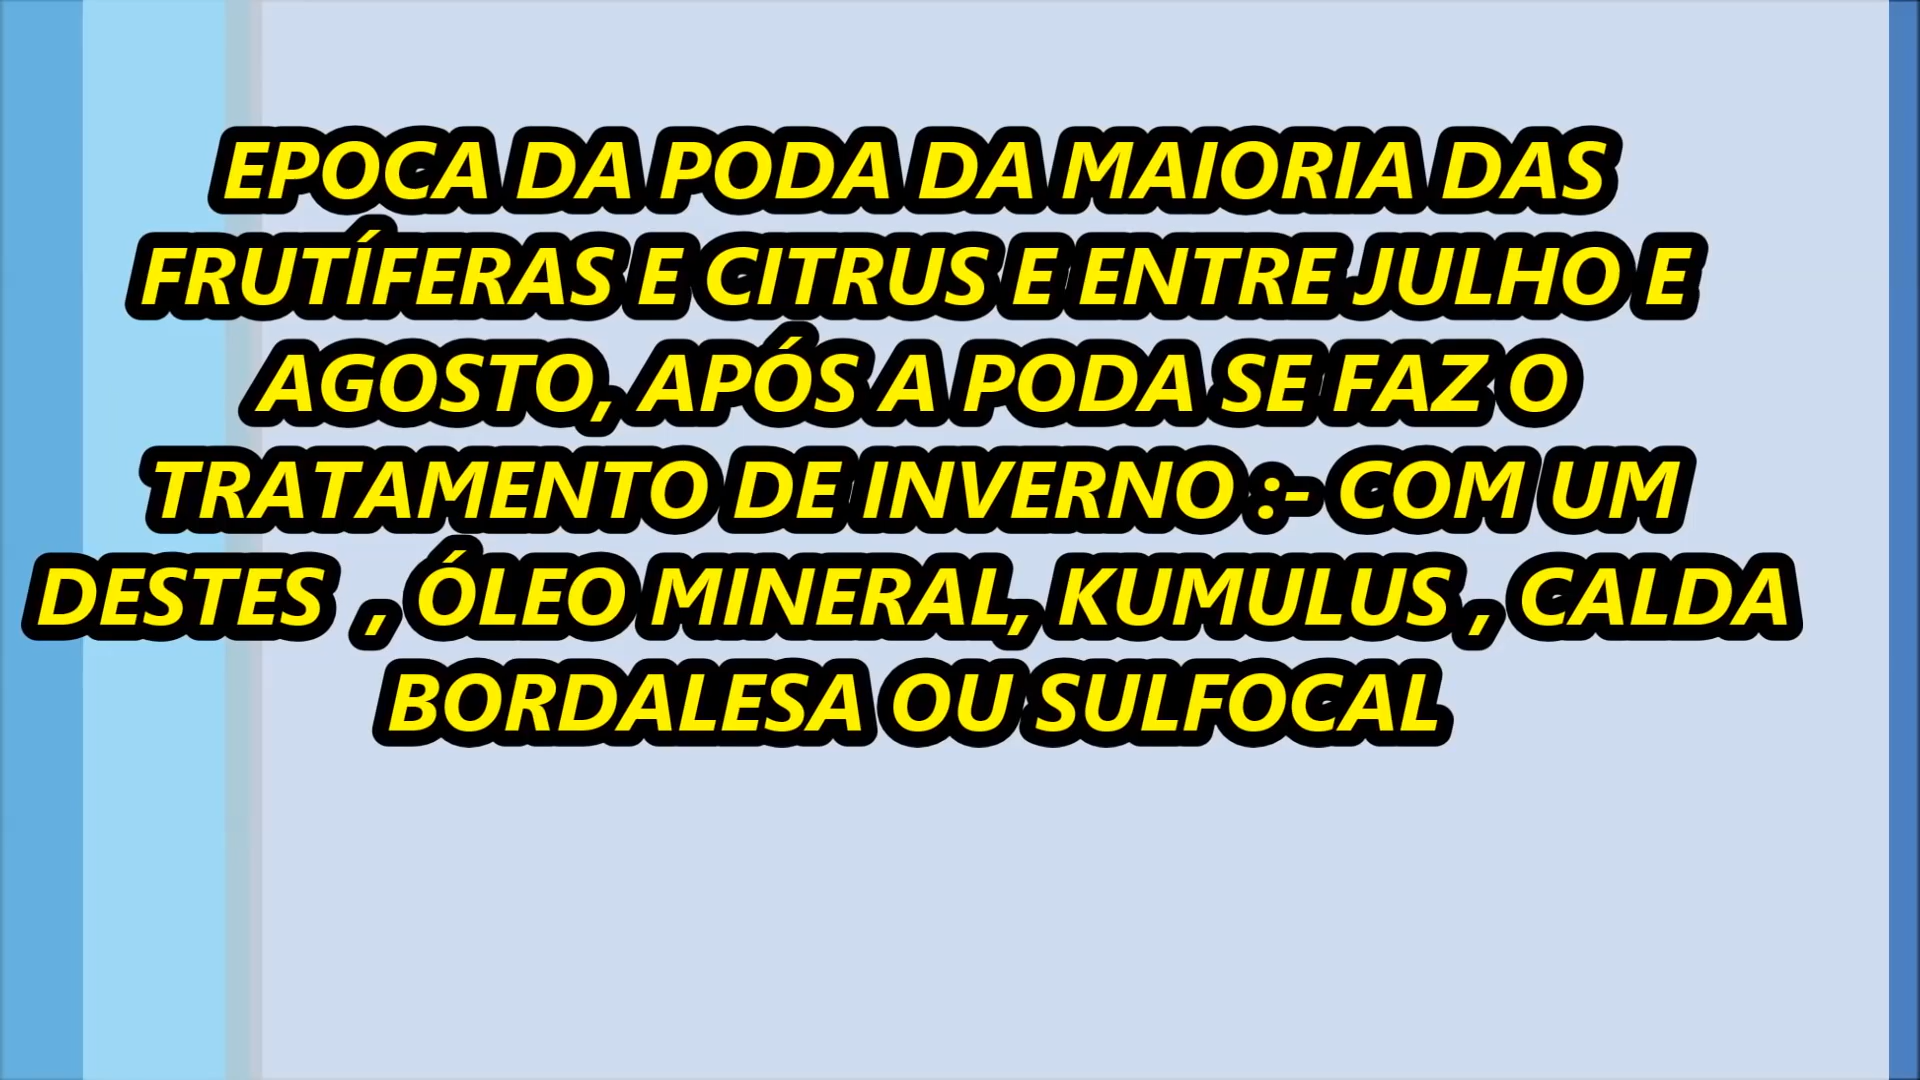 EPOCA DA PODA DA MAIORIA DAS
FRUTÍFERAS E CITRUS E ENTRE JULHO E
AGOSTO, APÓS A PODA SE FAZ O
TRATAMENTO DE INVERNO :- COM UM
DESTES , ÓLEO MINERAL, KUMULUS , CALDA
BORDALESA OU SULFOCAL